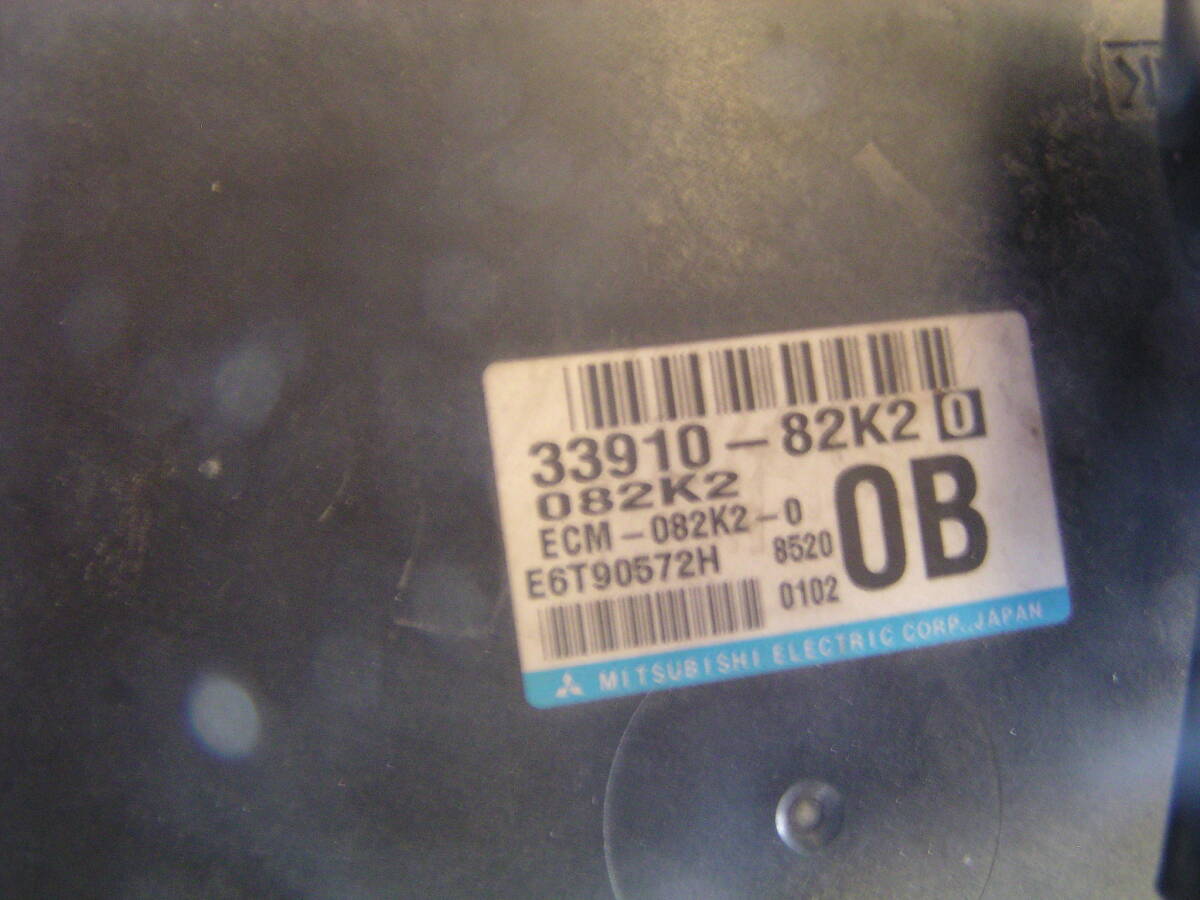 33910-82K2 0
082K2
ECM-082K2-0
E6T90572H
8520
0102
0B
MITSUBISHI ELECTRIC CORP.,JAPAN